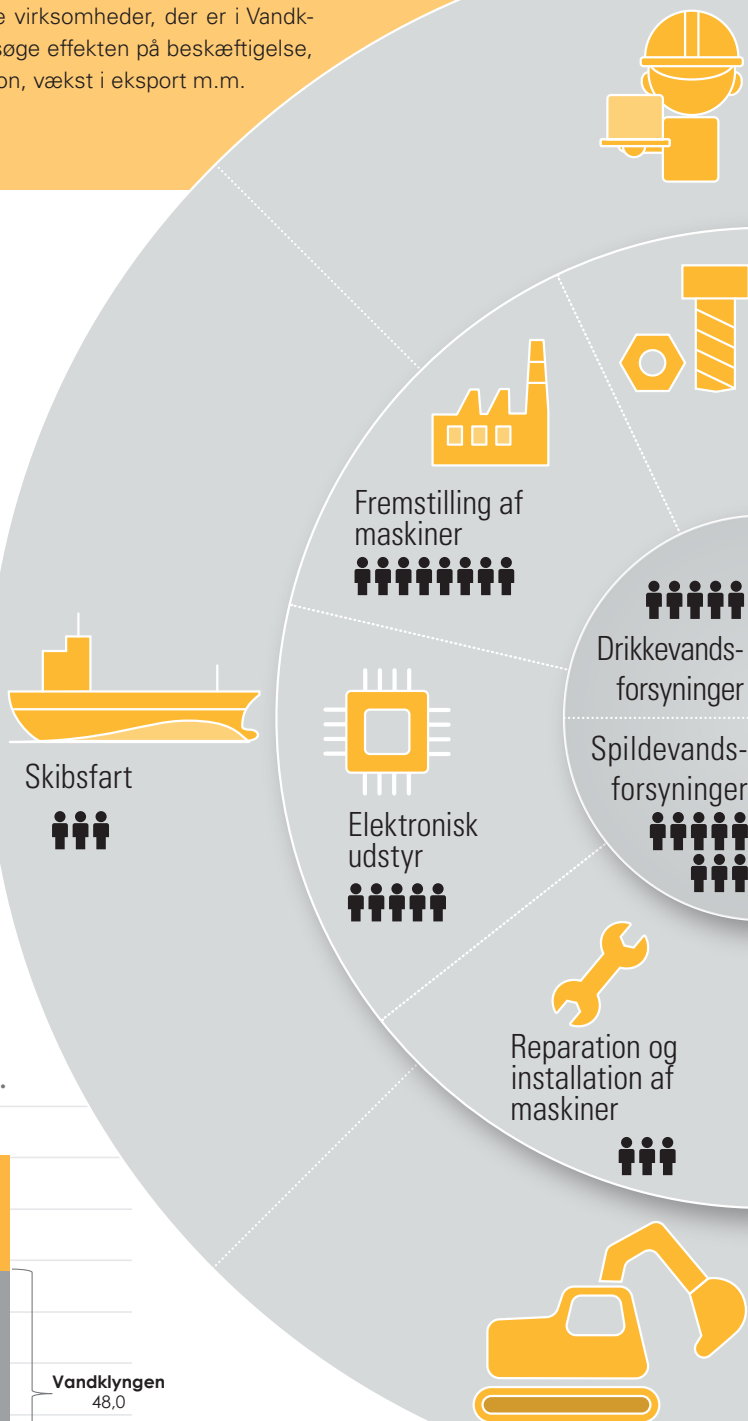 e virksomheder, der er i Vandk-
søge effekten på beskæftigelse,
on, vækst i eksport m.m.
Fremstilling af
maskiner
Drikkevands-
forsyninger
Spildevands-
forsyninger
Skibsfart
Elektronisk
udstyr
Reparation og
installation af
maskiner
Vandklyngen
48,0